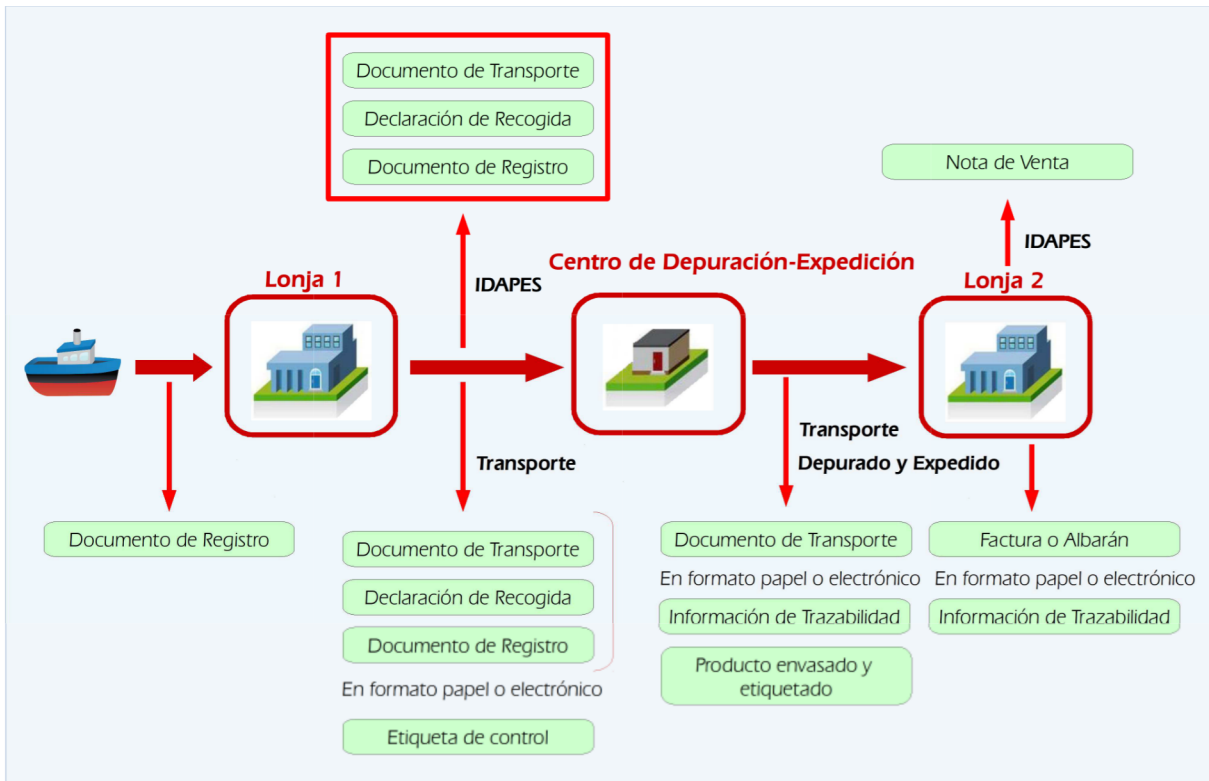 Documento de Transporte
Declaración de Recogida
Documento de Registro
Nota de Venta
IDAPES
IDAPES
Lonja 1
Centro de Depuración-Expedición
Lonja 2
Transporte
Transporte
Depurado y Expedido
Documento de Registro
Documento de Transporte
Declaración de Recogida
Documento de Registro
En formato papel o electrónico
Etiqueta de control
Documento de Transporte
En formato papel o electrónico
Información de Trazabilidad
Producto envasado y
etiquetado
Factura o Albarán
En formato papel o electrónico
Información de Trazabilidad